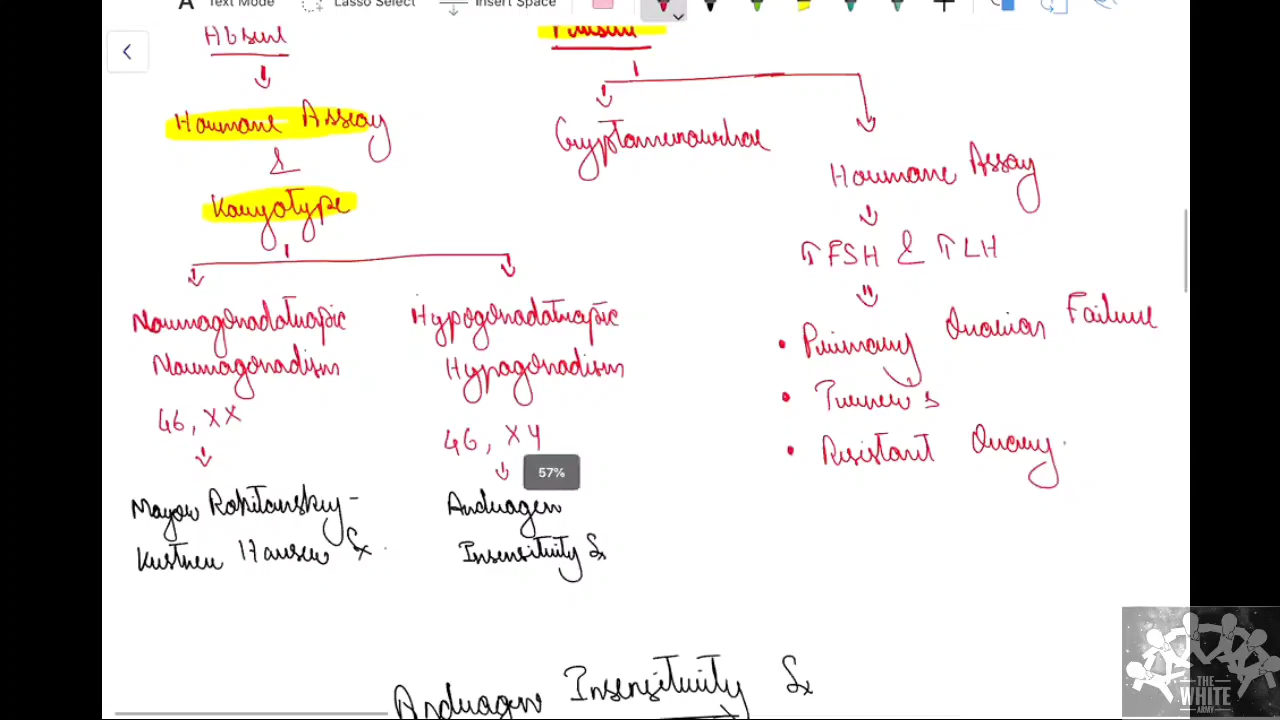 Text Mode
Lasso Select
Insert Space
Absent
Present
Hormone Assay
&
Karyotype
Cryptomenorrhoe
Hormone Assay
↑ FSH & ↑ LH
• Primary Ovarian Failure
• Turner's
• Resistant Ovary
Normogonadotropic
Normogonadism
46, XX
Mayor Rokitansky-
Kustner Hauser Sx
Hypogonadotropic
Hypogonadism
46, XY
57%
Androgen
Insensitivity Sx
Androgen Insensitivity Sx
THE
WHITE
ARMY